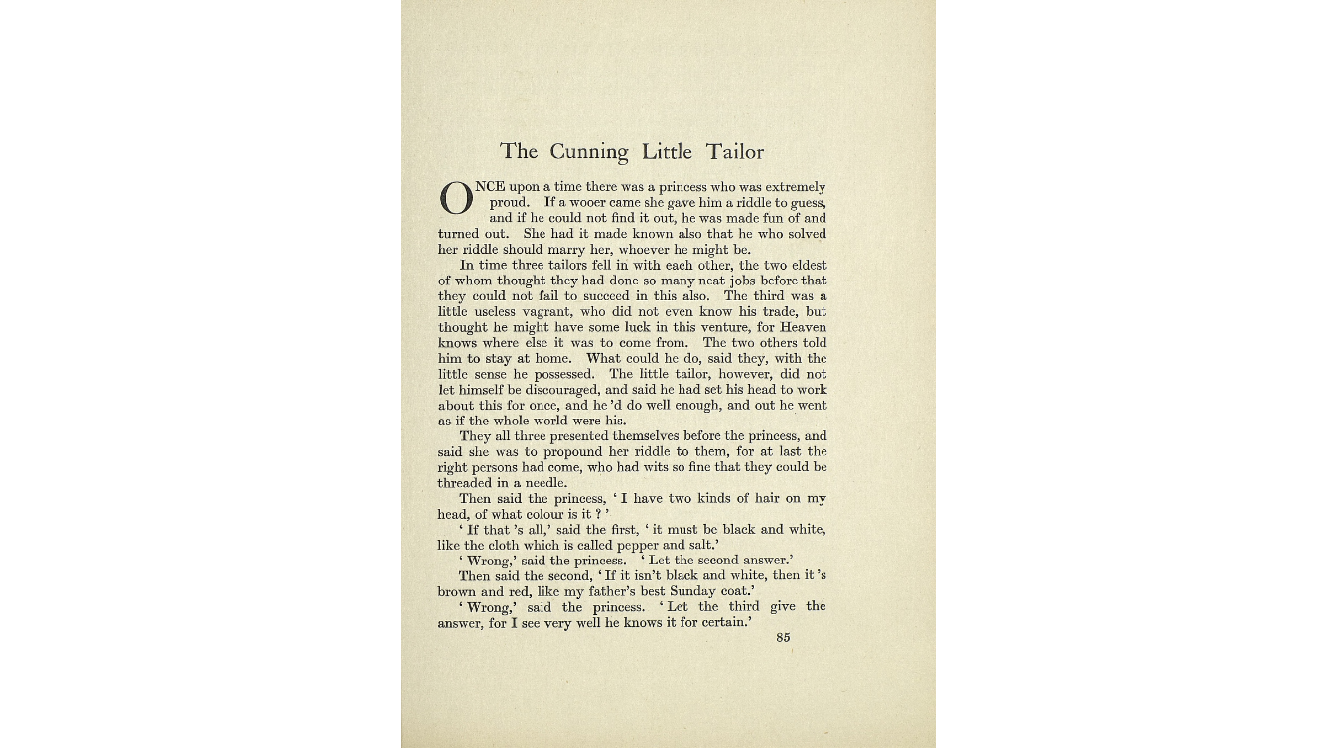 The Cunning Little Tailor
ONCE upon a time there was a princess who was extremely
proud. If a wooer came she gave him a riddle to guess,
and if he could not find it out, he was made fun of and
turned out. She had it made known also that he who solved
her riddle should marry her, whoever he might be.
In time three tailors fell in with each other, the two eldest
of whom thought they had done so many neat jobs before that
they could not fail to succeed in this also. The third was a
little useless vagrant, who did not even know his trade, but
thought he might have some luck in this venture, for Heaven
knows where else it was to come from. The two others told
him to stay at home. What could he do, said they, with the
little sense he possessed. The little tailor, however, did not
let himself be discouraged, and said he had set his head to work
about this for once, and he 'd do well enough, and out he went
as if the whole world were his.
They all three presented themselves before the princess, and
said she was to propound her riddle to them, for at last the
right persons had come, who had wits so fine that they could be
threaded in a needle.
Then said the princess, ‘ I have two kinds of hair on my
head, of what colour is it ? ’
‘ If that 's all,’ said the first, ‘ it must be black and white,
like the cloth which is called pepper and salt.’
‘ Wrong,’ said the princess. ‘ Let the second answer.’
Then said the second, ‘ If it isn't black and white, then it 's
brown and red, like my father's best Sunday coat.’
‘ Wrong,’ said the princess. ‘ Let the third give the
answer, for I see very well he knows it for certain.’
85